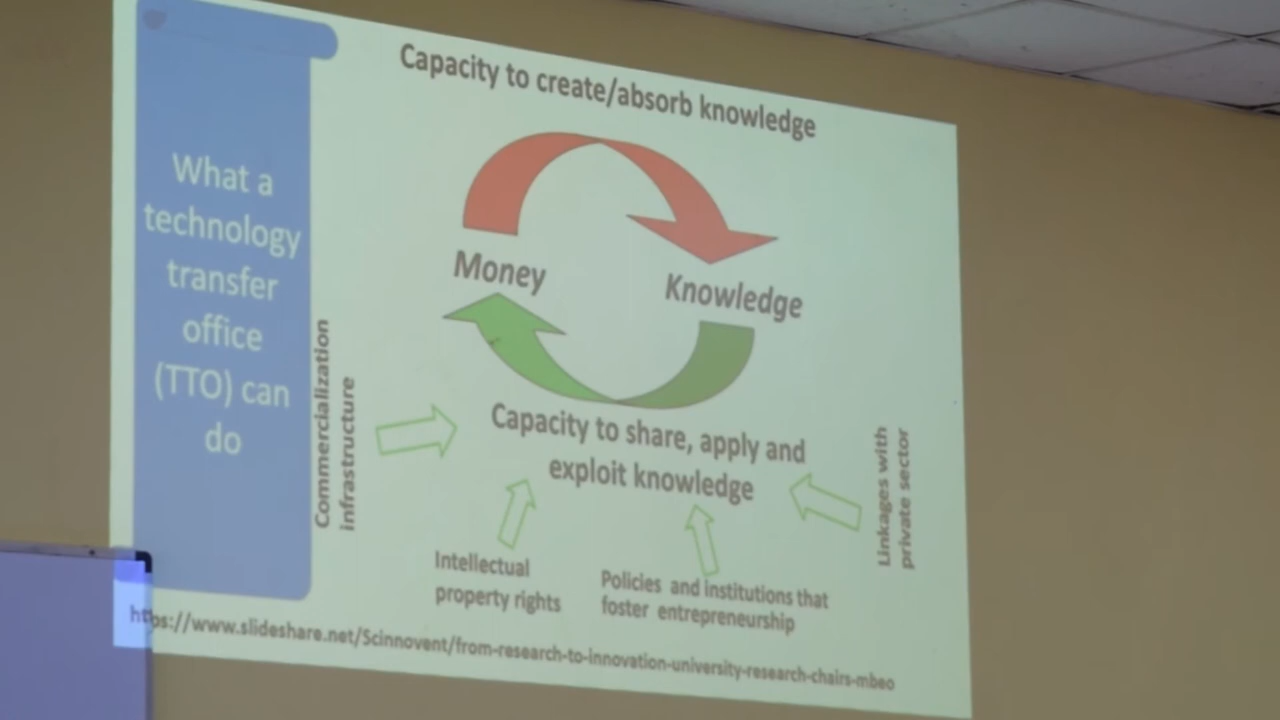 What a
technology
transfer
office
(TTO) can
do
Capacity to create/absorb knowledge
Money
Knowledge
Capacity to share, apply and
exploit knowledge
Commercialization
infrastructure
Intellectual
property rights
Policies and institutions that
foster entrepreneurship
Linkages with
private sector
https://www.slideshare.net/Scinnovent/from-research-to-innovation-university-research-chairs-mbeo